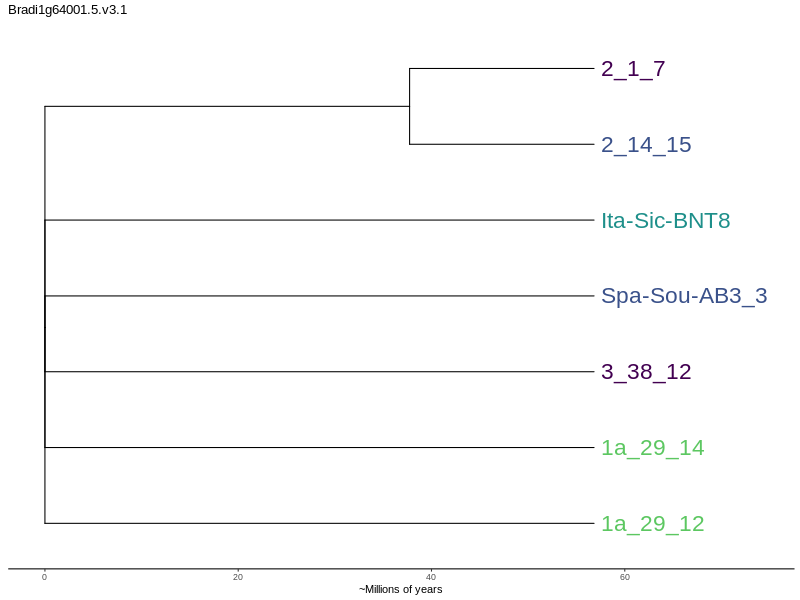 Bradi1g64001.5.v3.1
2_1_7
2_14_15
Ita-Sic-BNT8
Spa-Sou-AB3_3
3_38_12
1a_29_14
1a_29_12
0 20 40 60
~Millions of years